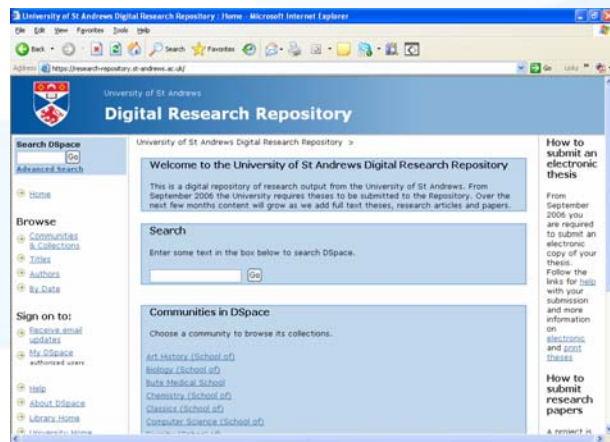 University of St Andrews Digital Research Repository : Home - Microsoft Internet Explorer
File Edit View Favorites Tools Help
Back Search Favorites
Address https://research-repository.st-andrews.ac.uk/ Go Links
University of St Andrews
Digital Research Repository
Search DSpace
Go
Advanced Search
Home
Browse
Communities
& Collections
Titles
Authors
By Date
Sign on to:
Receive email
updates
My DSpace
authorized users
Help
About DSpace
Library Home
University Home
University of St Andrews Digital Research Repository >
Welcome to the University of St Andrews Digital Research Repository
This is a digital repository of research output from the University of St Andrews. From
September 2006 the University requires theses to be submitted to the Repository. Over the
next few months content will grow as we add full text theses, research articles and papers.
Search
Enter some text in the box below to search DSpace.
Go
Communities in DSpace
Choose a community to browse its collections.
Art History (School of)
Biology (School of)
Bute Medical School
Chemistry (School of)
Classics (School of)
Computer Science (School of)
How to
submit an
electronic
thesis
From
September
2006 you
are required
to submit an
electronic
copy of your
thesis.
Follow the
links for help
with your
submission
and more
information
on
electronic
and print
theses
How to
submit
research
papers
A project is